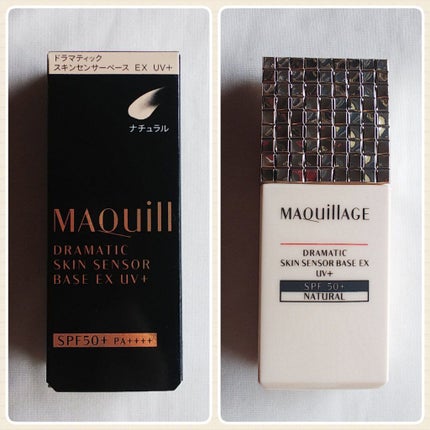 ドラマティック
スキンセンサーベース EX UV+
ナチュラル
MAQuill
DRAMATIC
SKIN SENSOR
BASE EX UV+
SPF50+ PA++++
MAQuillAGE
DRAMATIC
SKIN SENSOR BASE EX
UV+
SPF 50+
NATURAL